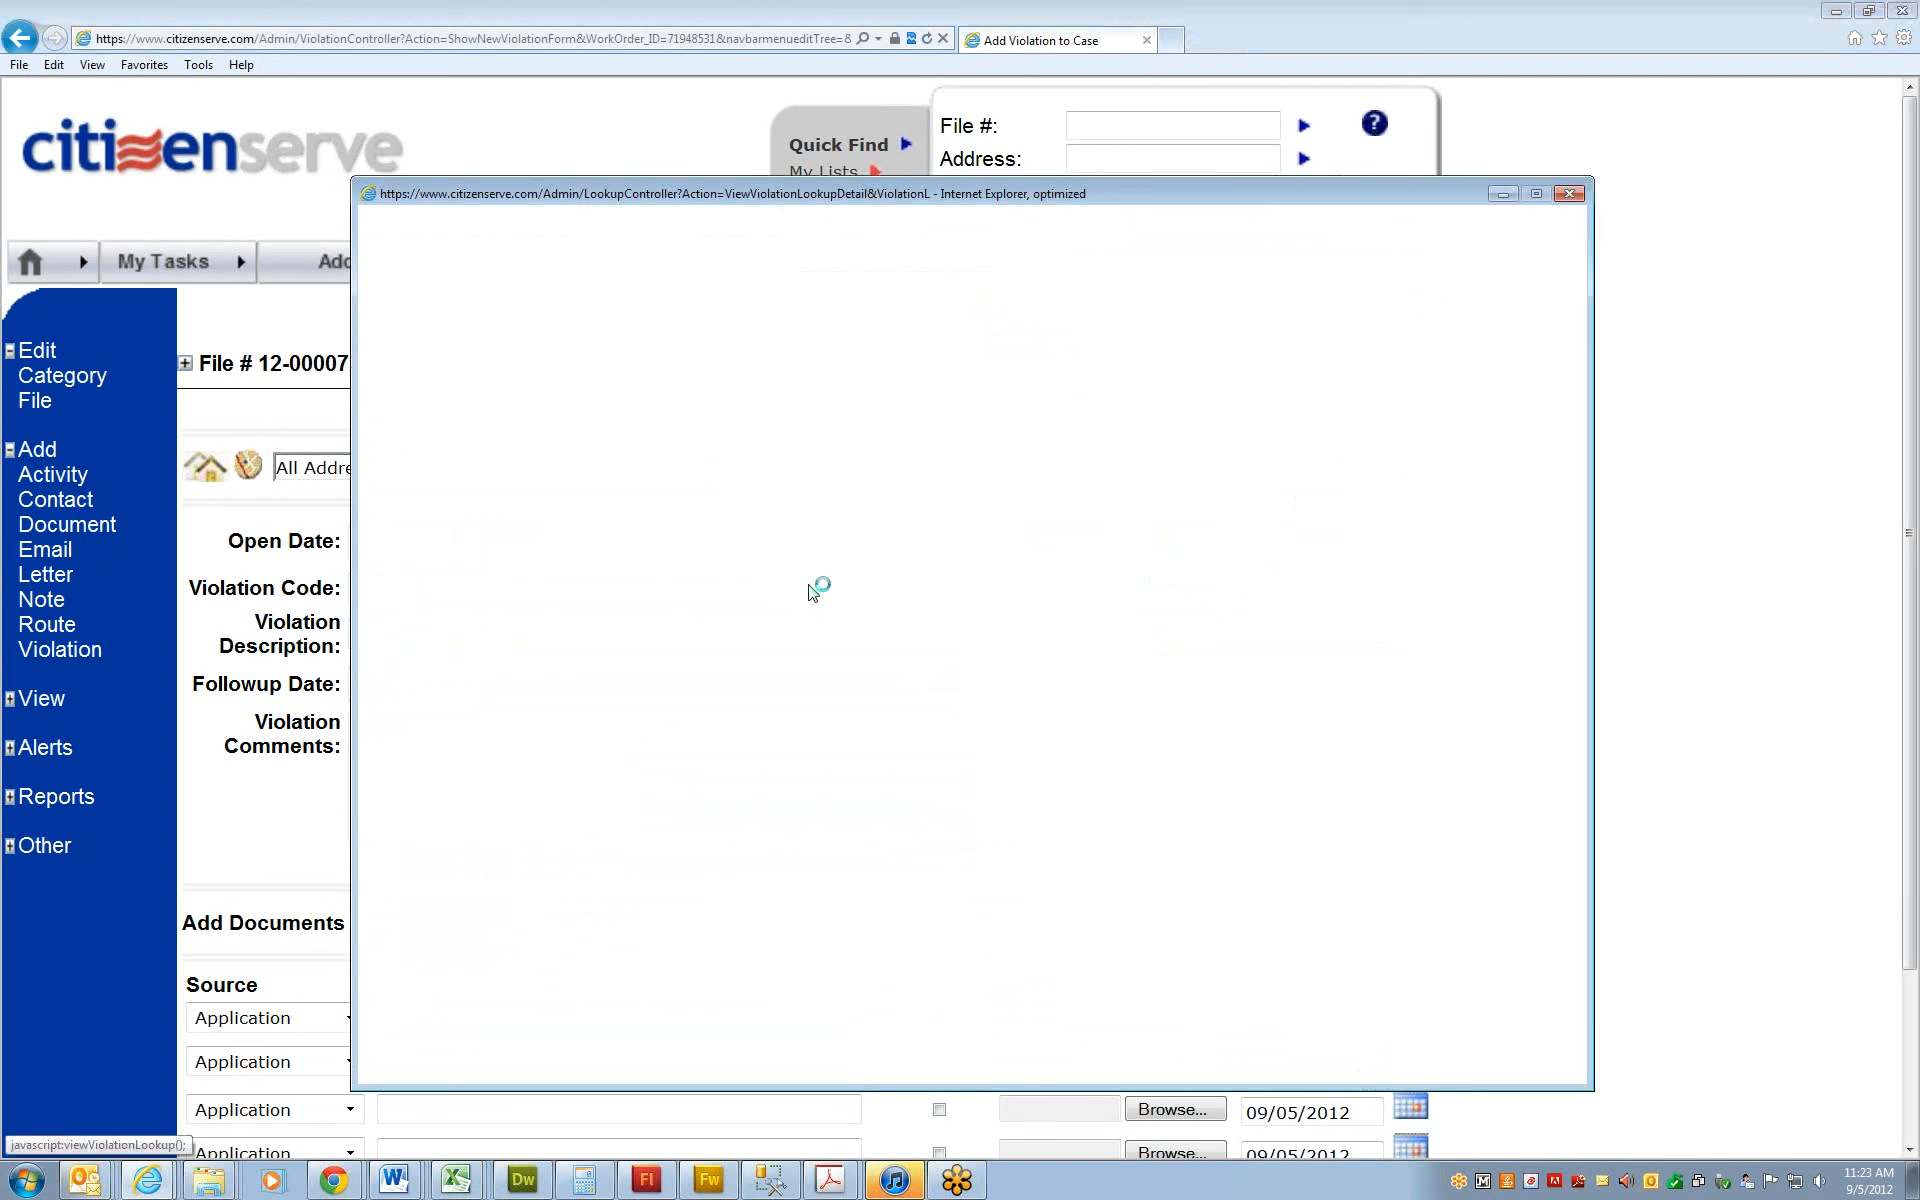 https://www.citizenserve.com/Admin/ViolationController?Action=ShowNewViolationForm&WorkOrder_ID=71948531&navbarmenueditTree=&
Add Violation to Case
File Edit View Favorites Tools Help
citizenserve
Quick Find
My Lists
File #:
Address:
?
https://www.citizenserve.com/Admin/LookupController?Action=ViewViolationLookupDetail&ViolationL - Internet Explorer, optimized
My Tasks
Add
Edit
Category
File
Add
Activity
Contact
Document
Email
Letter
Note
Route
Violation
View
Alerts
Reports
Other
File # 12-00007
All Addre
Open Date:
Violation Code:
Violation
Description:
Followup Date:
Violation
Comments:
Add Documents
Source
Application
Application
Application Browse... 09/05/2012
Application Browse... 09/05/2012
javascript:viewViolationLookup();
Dw
Fl
Fw
11:23 AM
9/5/2012